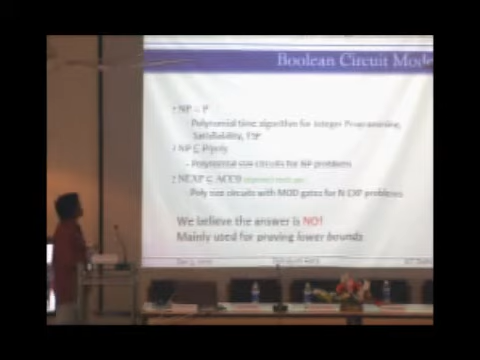 Boolean Circuit Mode
? NP = P
- Polynomial time algorithm for Integer Programming,
Satisfiability, TSP
? NP ⊆ P/poly
- Polynomial size circuits for NP problems
? NEXP ⊆ ACC0
Poly size circuits with MOD gates for NEXP problems
We believe the answer is NO!
Mainly used for proving lower bounds